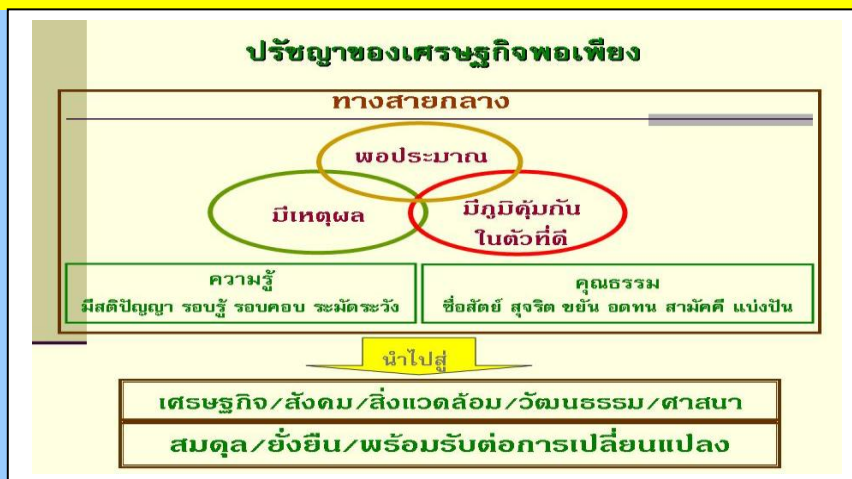 ปรัชญาของเศรษฐกิจพอเพียง
ทางสายกลาง
พอประมาณ
มีเหตุผล
มีภูมิคุ้มกัน
ในตัวที่ดี
ความรู้
มีสติปัญญา รอบรู้ รอบคอบ ระมัดระวัง
คุณธรรม
ซื่อสัตย์ สุจริต ขยัน อดทน สามัคคี แบ่งปัน
นำไปสู่
เศรษฐกิจ/สังคม/สิ่งแวดล้อม/วัฒนธรรม/ศาสนา
สมดุล/ยั่งยืน/พร้อมรับต่อการเปลี่ยนแปลง